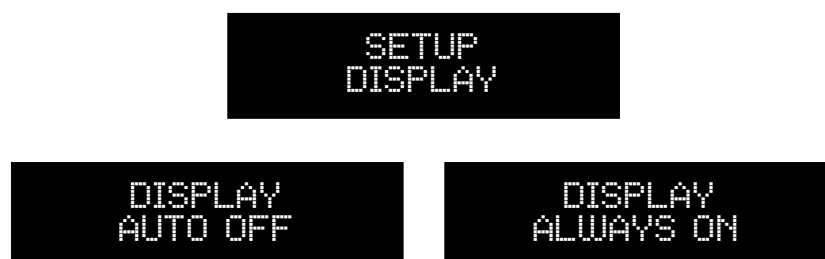 SETUP
DISPLAY
DISPLAY
AUTO OFF
DISPLAY
ALWAYS ON